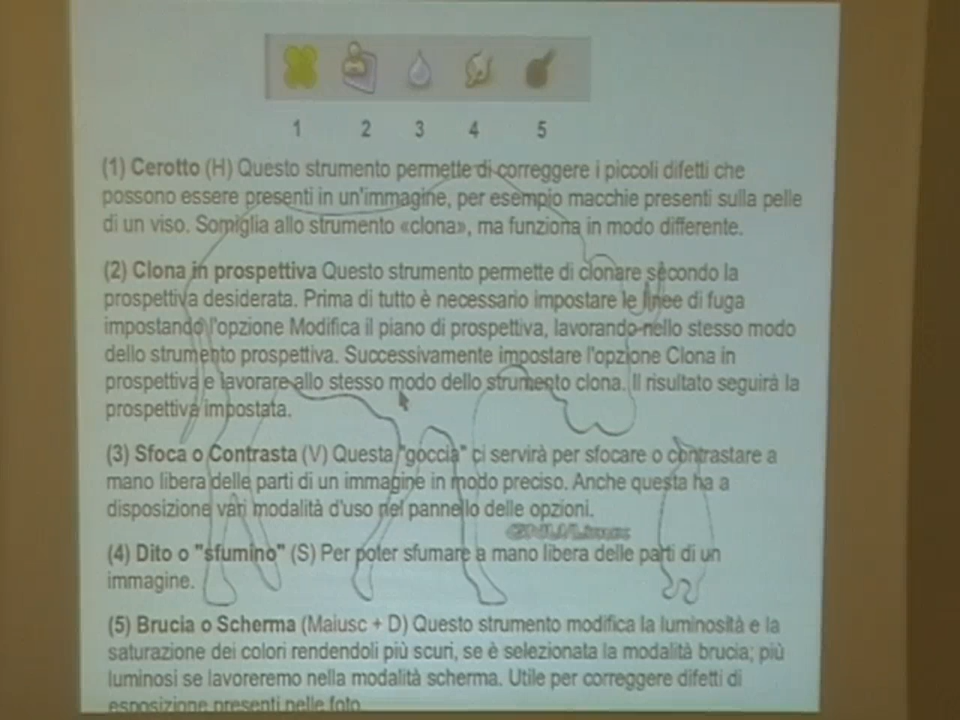 1 2 3 4 5
(1) Cerotto (H) Questo strumento permette di correggere i piccoli difetti che
possono essere presenti in un'immagine, per esempio macchie presenti sulla pelle
di un viso. Somiglia allo strumento «clona», ma funziona in modo differente.
(2) Clona in prospettiva Questo strumento permette di clonare secondo la
prospettiva desiderata. Prima di tutto è necessario impostare le linee di fuga
impostando l'opzione Modifica il piano di prospettiva, lavorando nello stesso modo
dello strumento prospettiva. Successivamente impostare l'opzione Clona in
prospettiva e lavorare allo stesso modo dello strumento clona. Il risultato seguirà la
prospettiva impostata.
(3) Sfoca o Contrasta (V) Questa "goccia" ci servirà per sfocare o contrastare a
mano libera delle parti di un immagine in modo preciso. Anche questa ha a
disposizione vari modalità d'uso nel pannello delle opzioni.
GNU/Linux
(4) Dito o "sfumino" (S) Per poter sfumare a mano libera delle parti di un
immagine.
(5) Brucia o Scherma (Maiusc + D) Questo strumento modifica la luminosità e la
saturazione dei colori rendendoli più scuri, se è selezionata la modalità brucia; più
luminosi se lavoreremo nella modalità scherma. Utile per correggere difetti di
esposizione presenti nelle foto